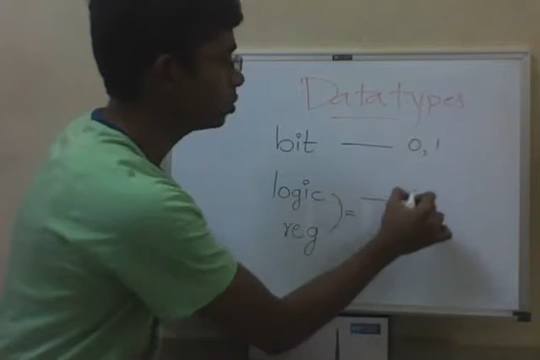 Datatypes
bit — 0, 1
logic
reg ) = —